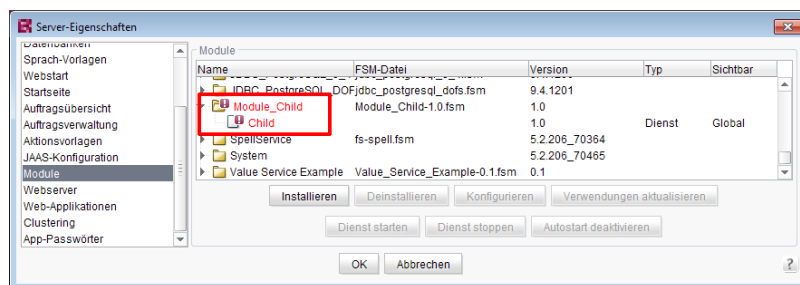 Server-Eigenschaften
Datenbanken
Sprach-Vorlagen
Webstart
Startseite
Auftragsübersicht
Auftragsverwaltung
Aktionsvorlagen
JAAS-Konfiguration
Module
Webserver
Web-Applikationen
Clustering
App-Passwörter
Module
Name FSM-Datei Version Typ Sichtbar
JDBC_PostgreSQL_DOF jdbc_postgresql_dofs.fsm 9.4.1201
Module_Child Module_Child-1.0.fsm 1.0
Child 1.0 Dienst Global
SpellService fs-spell.fsm 5.2.206_70364
System 5.2.206_70465
Value Service Example Value_Service_Example-0.1.fsm 0.1
Installieren Deinstallieren Konfigurieren Verwendungen aktualisieren
Dienst starten Dienst stoppen Autostart deaktivieren
OK Abbrechen ?